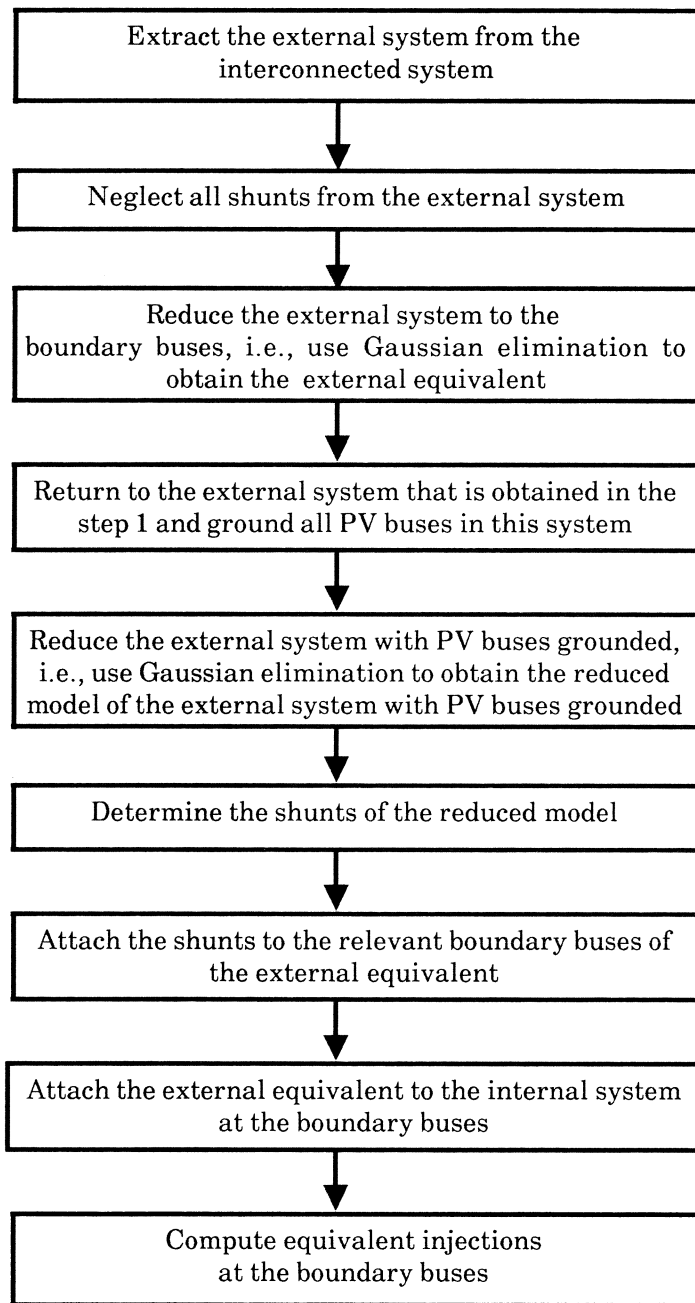 Extract the external system from the
interconnected system
Neglect all shunts from the external system
Reduce the external system to the
boundary buses, i.e., use Gaussian elimination to
obtain the external equivalent
Return to the external system that is obtained in the
step 1 and ground all PV buses in this system
Reduce the external system with PV buses grounded,
i.e., use Gaussian elimination to obtain the reduced
model of the external system with PV buses grounded
Determine the shunts of the reduced model
Attach the shunts to the relevant boundary buses of
the external equivalent
Attach the external equivalent to the internal system
at the boundary buses
Compute equivalent injections
at the boundary buses